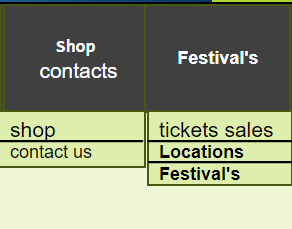 Shop
contacts
Festival's
shop
contact us
tickets sales
Locations
Festival's